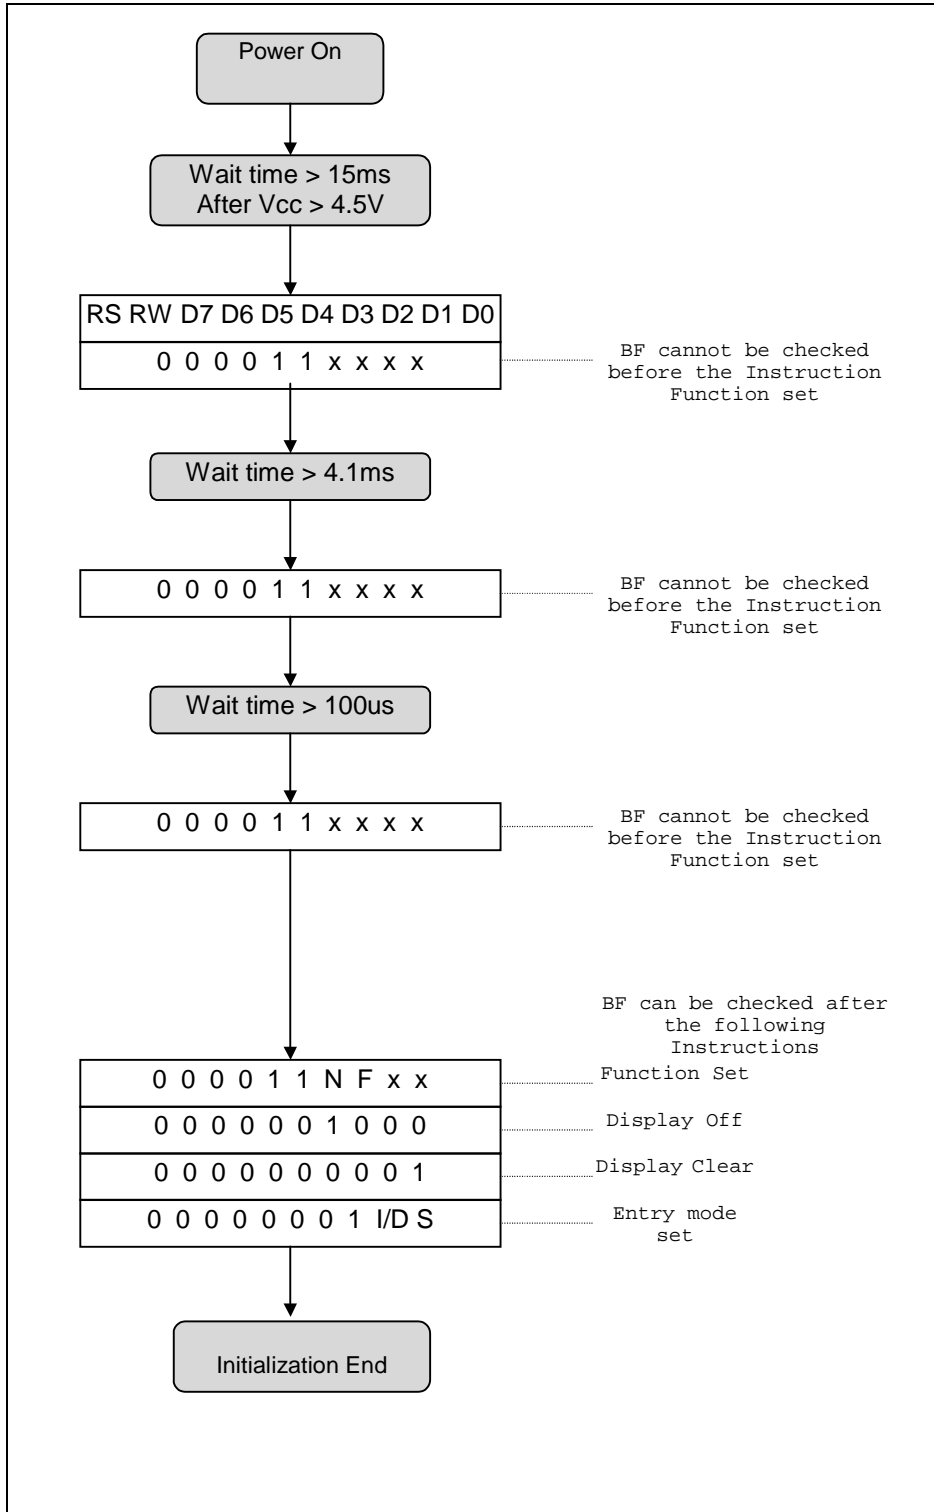 Power On
Wait time > 15ms
After Vcc > 4.5V
RS RW D7 D6 D5 D4 D3 D2 D1 D0
0 0 0 0 1 1 x x x x
BF cannot be checked
before the Instruction
Function set
Wait time > 4.1ms
0 0 0 0 1 1 x x x x
BF cannot be checked
before the Instruction
Function set
Wait time > 100us
0 0 0 0 1 1 x x x x
BF cannot be checked
before the Instruction
Function set
BF can be checked after
the following
Instructions
0 0 0 0 1 1 N F x x
Function Set
0 0 0 0 0 0 1 0 0 0
Display Off
0 0 0 0 0 0 0 0 0 1
Display Clear
0 0 0 0 0 0 0 1 I/D S
Entry mode
set
Initialization End